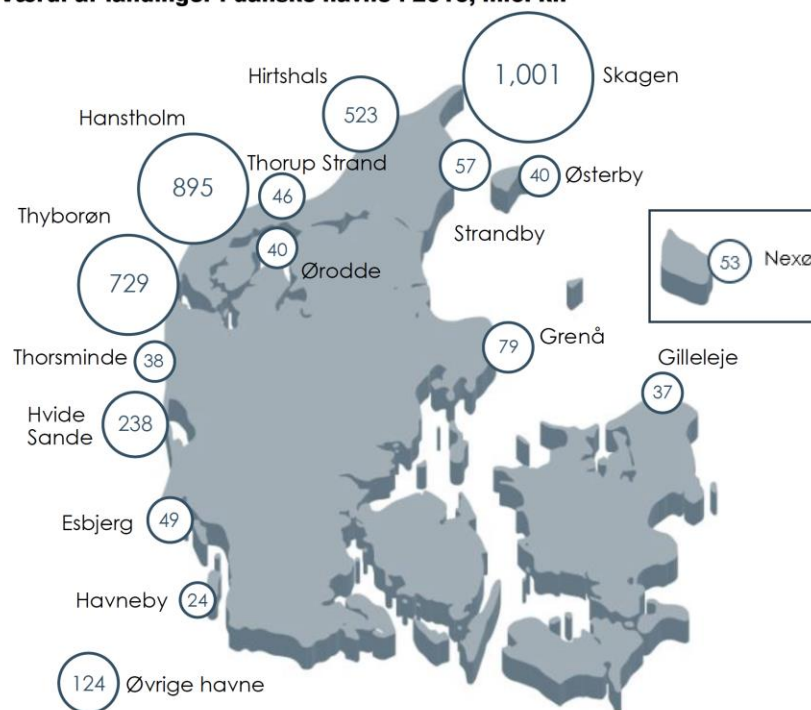 Skagen
1,001
Hirtshals
523
Hanstholm
895
Thorup Strand
46
57
40
Østerby
Strandby
Thyborøn
729
40
Ørodde
53
Nexø
Thorsminde
38
79
Grenå
Gilleleje
37
Hvide
Sande
238
Esbjerg
49
Havneby
24
124
Øvrige havne